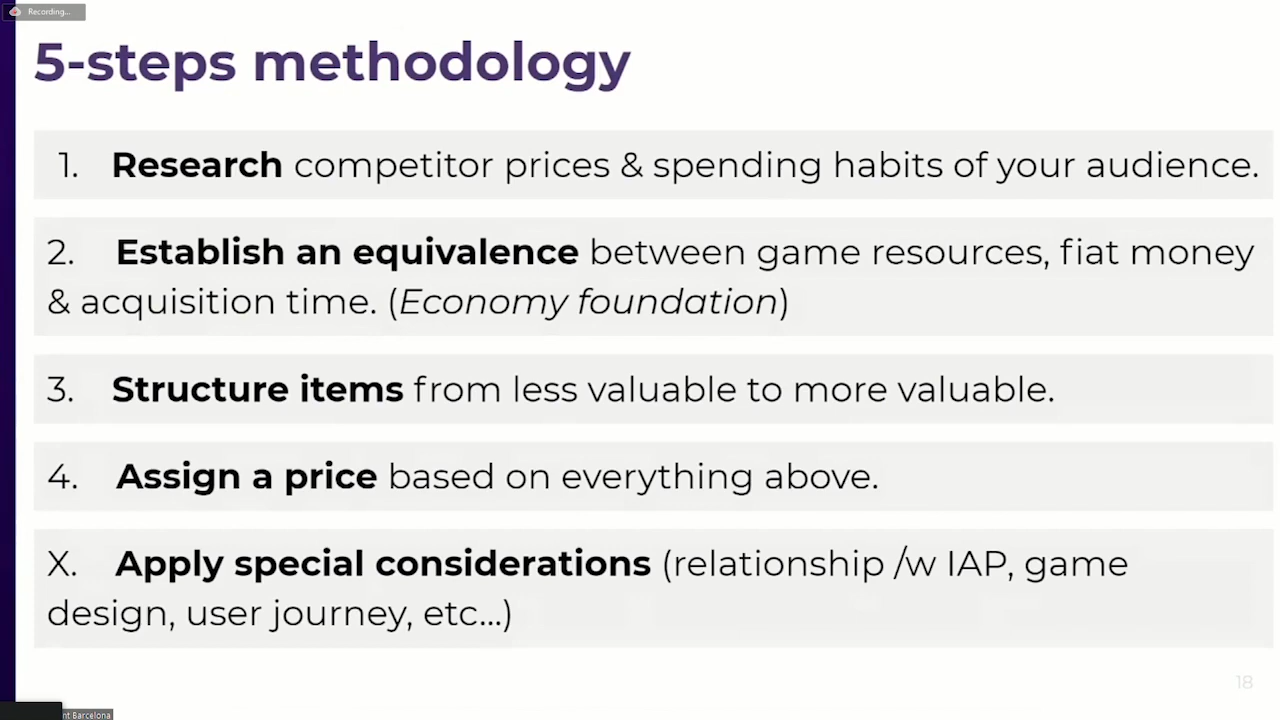 Recording...
5-steps methodology
1. Research competitor prices & spending habits of your audience.
2. Establish an equivalence between game resources, fiat money
& acquisition time. (Economy foundation)
3. Structure items from less valuable to more valuable.
4. Assign a price based on everything above.
X. Apply special considerations (relationship /w IAP, game
design, user journey, etc...)
18
nt Barcelona